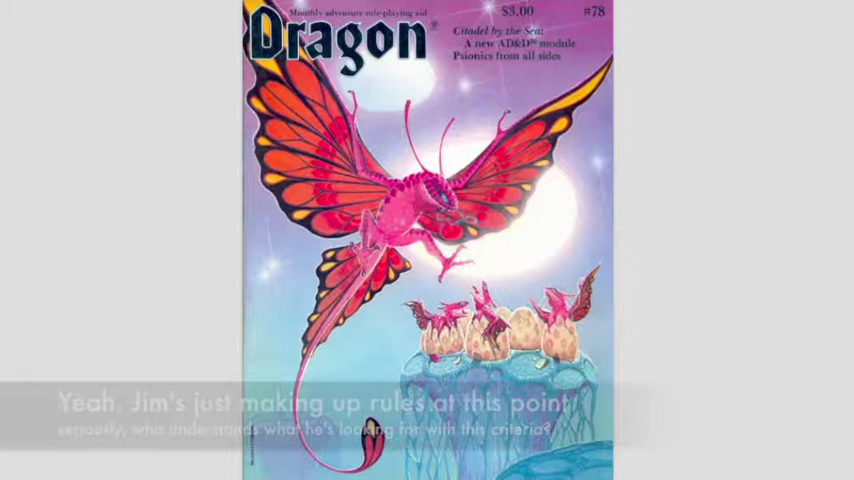 Monthly adventure role-playing aid
Dragon®
$3.00
#78
Citadel by the Sea:
A new AD&D™ module
Psionics from all sides
Yeah, Jim's just making up rules at this point
seriously, who understands what he's looking for with this criteria?